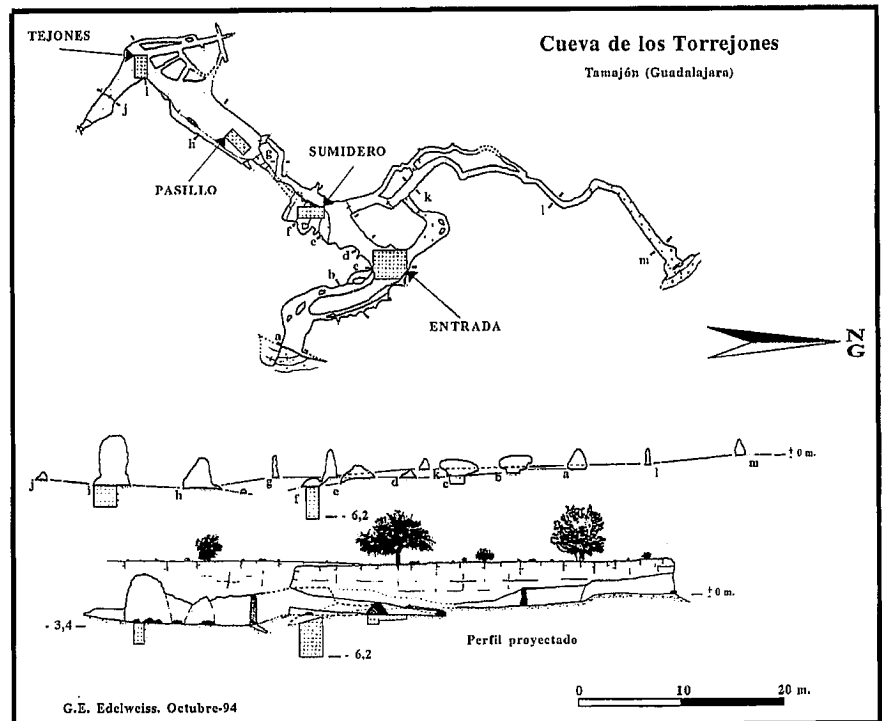 Cueva de los Torrejones
Tamajón (Guadalajara)
TEJONES
i
j
h
PASILLO
g
SUMIDERO
f
e
d
c
b
a
k
l
m
ENTRADA
N
G
j
i
h
g
f
e
d
k
c
b
a
l
m
± 0 m.
- 6,2
± 0 m.
- 3,4
- 6,2
Perfil proyectado
G.E. Edelweiss. Octubre-94
0 10 20 m.